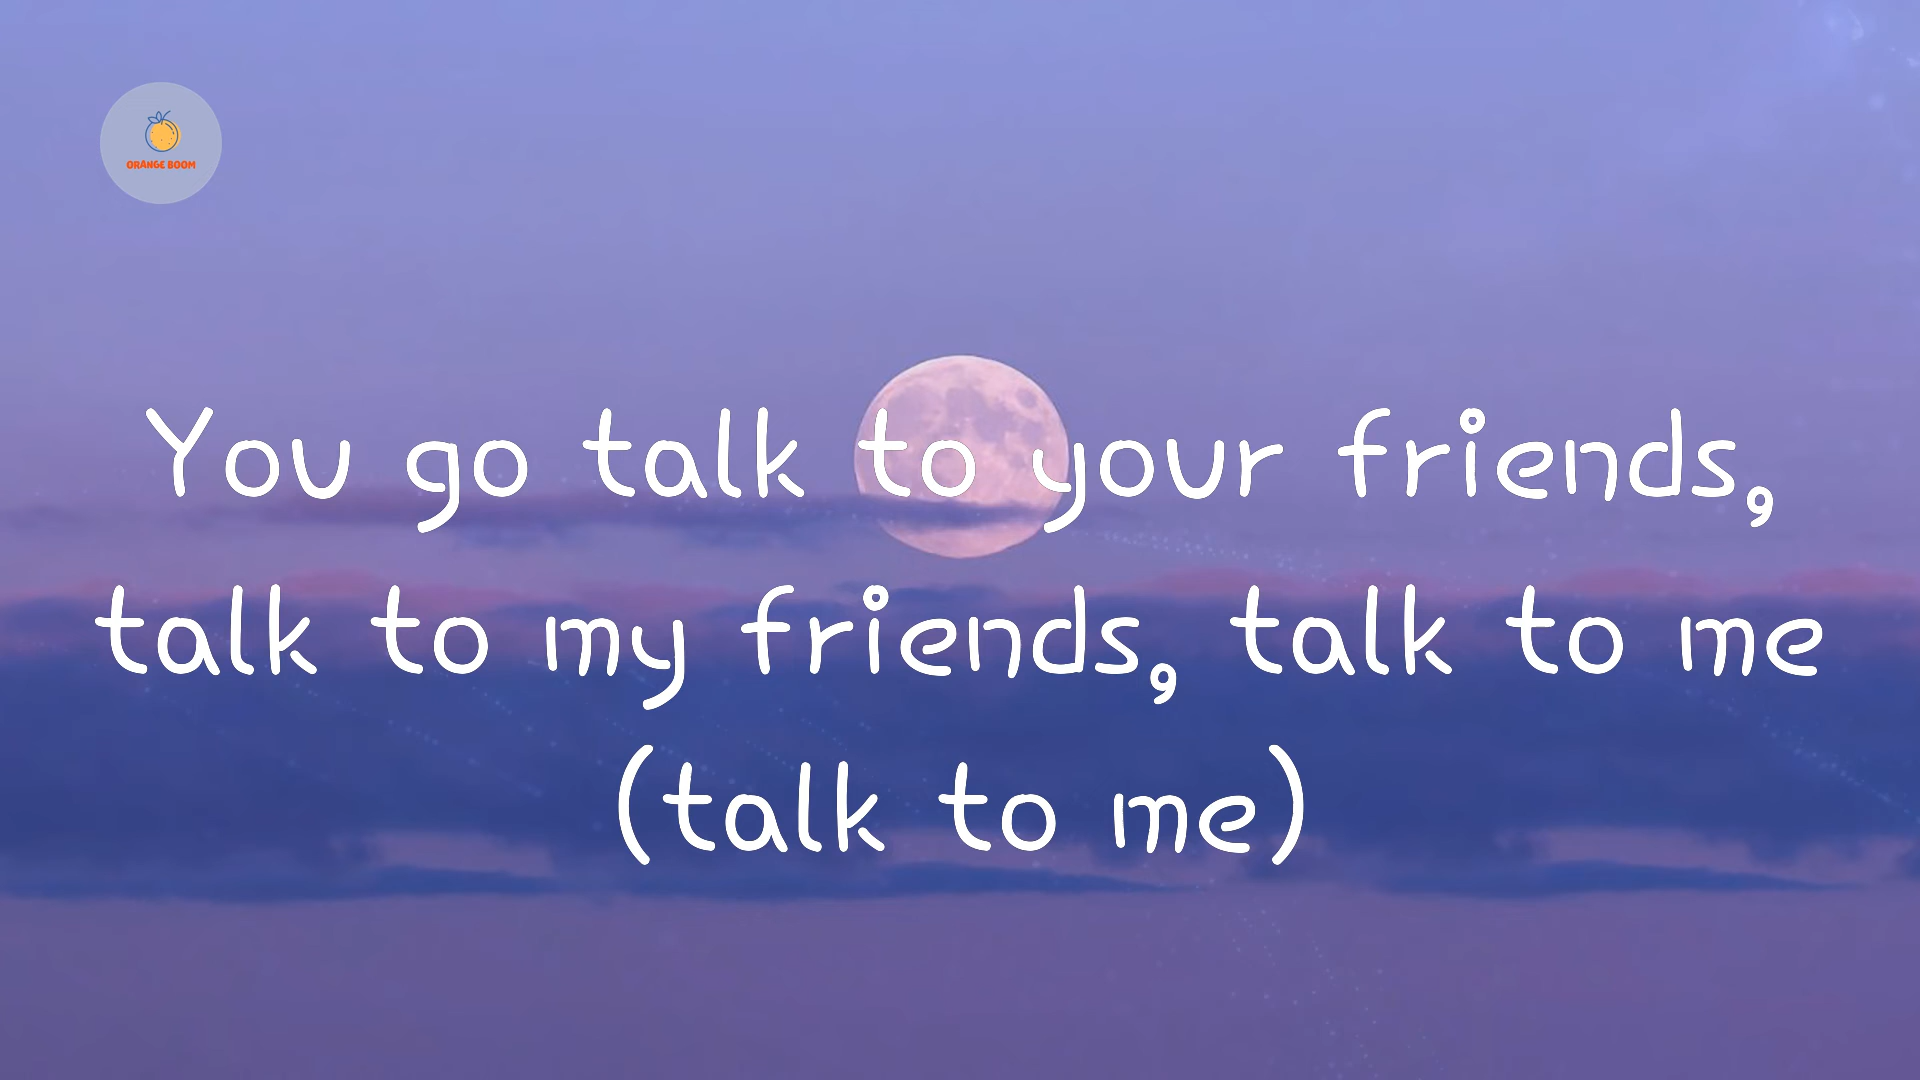 ORANGE BOOM
You go talk to your friends,
talk to my friends, talk to me
(talk to me)